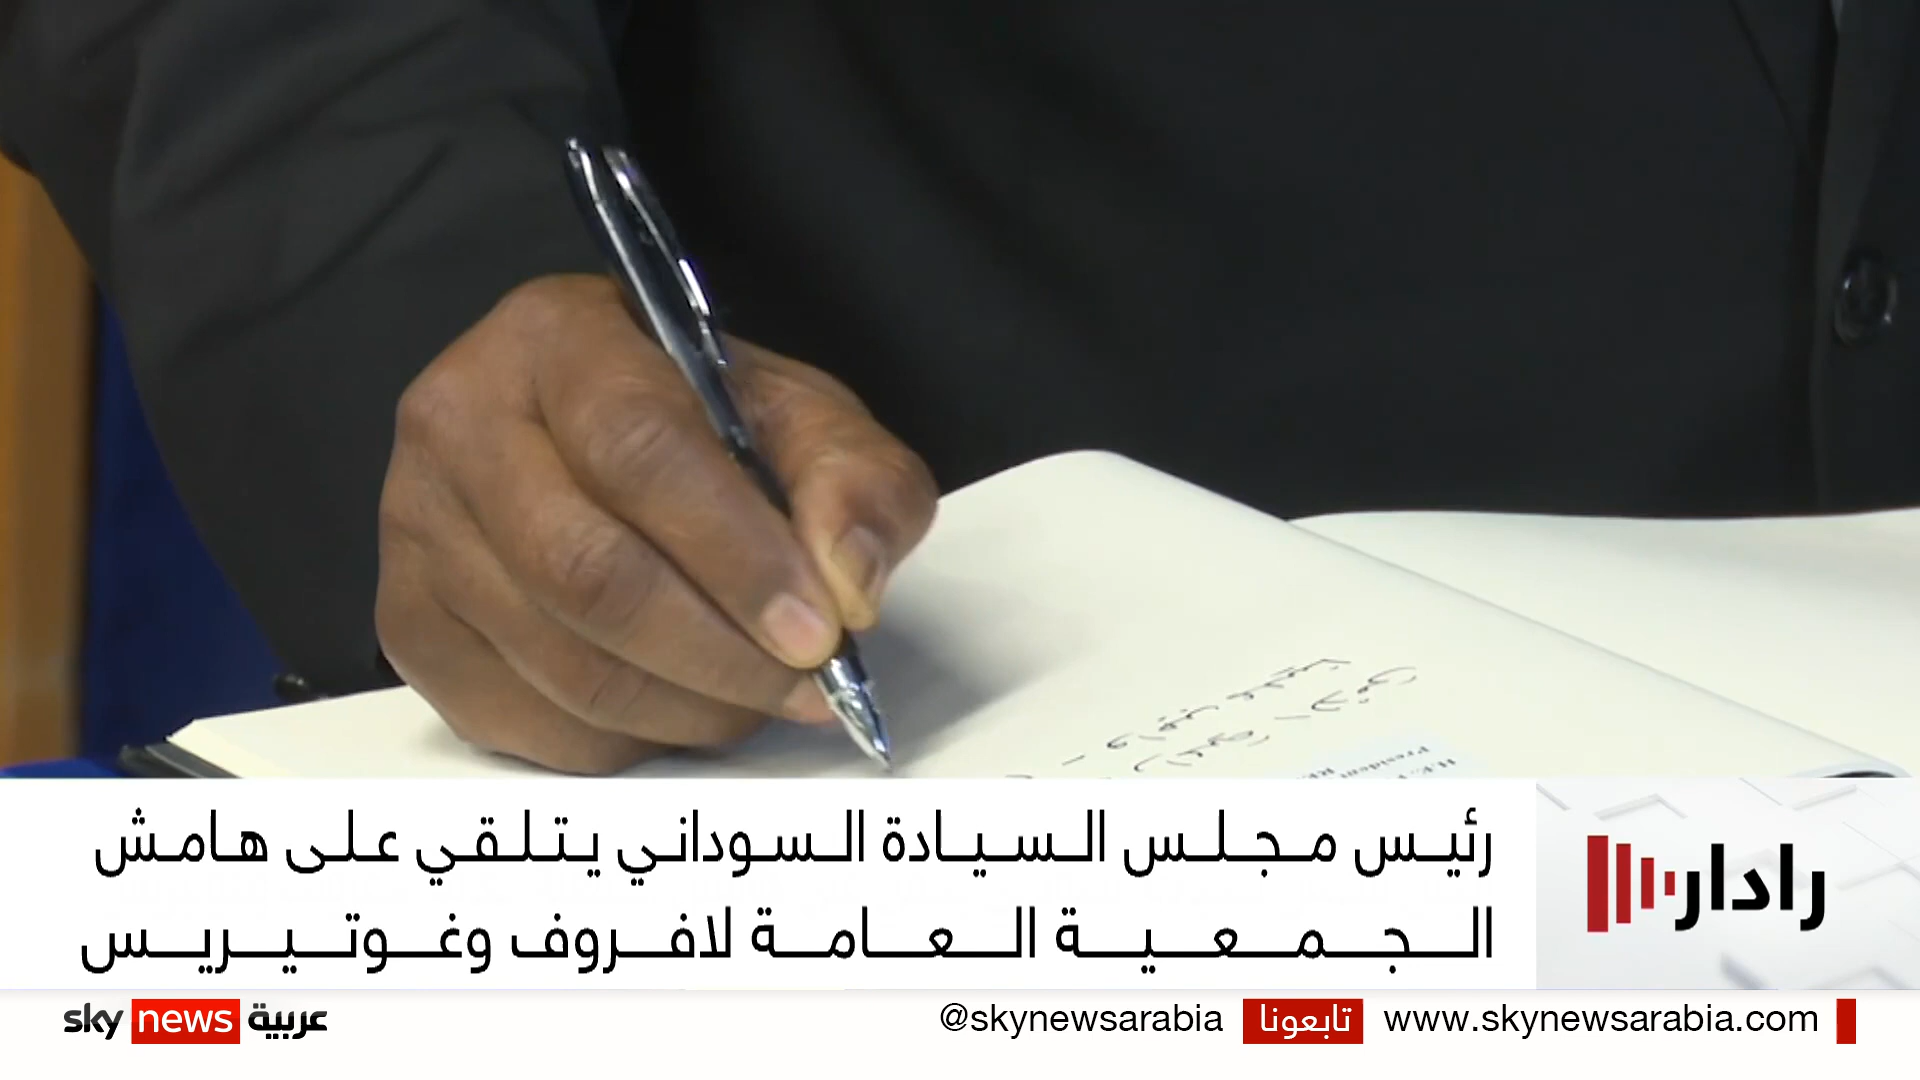 رئيس مجلس السيادة السوداني يتلقي على هامش
الجمعية العامة لافروف وغوتيريس
رادار
sky news عربية
@skynewsarabia تابعونا www.skynewsarabia.com